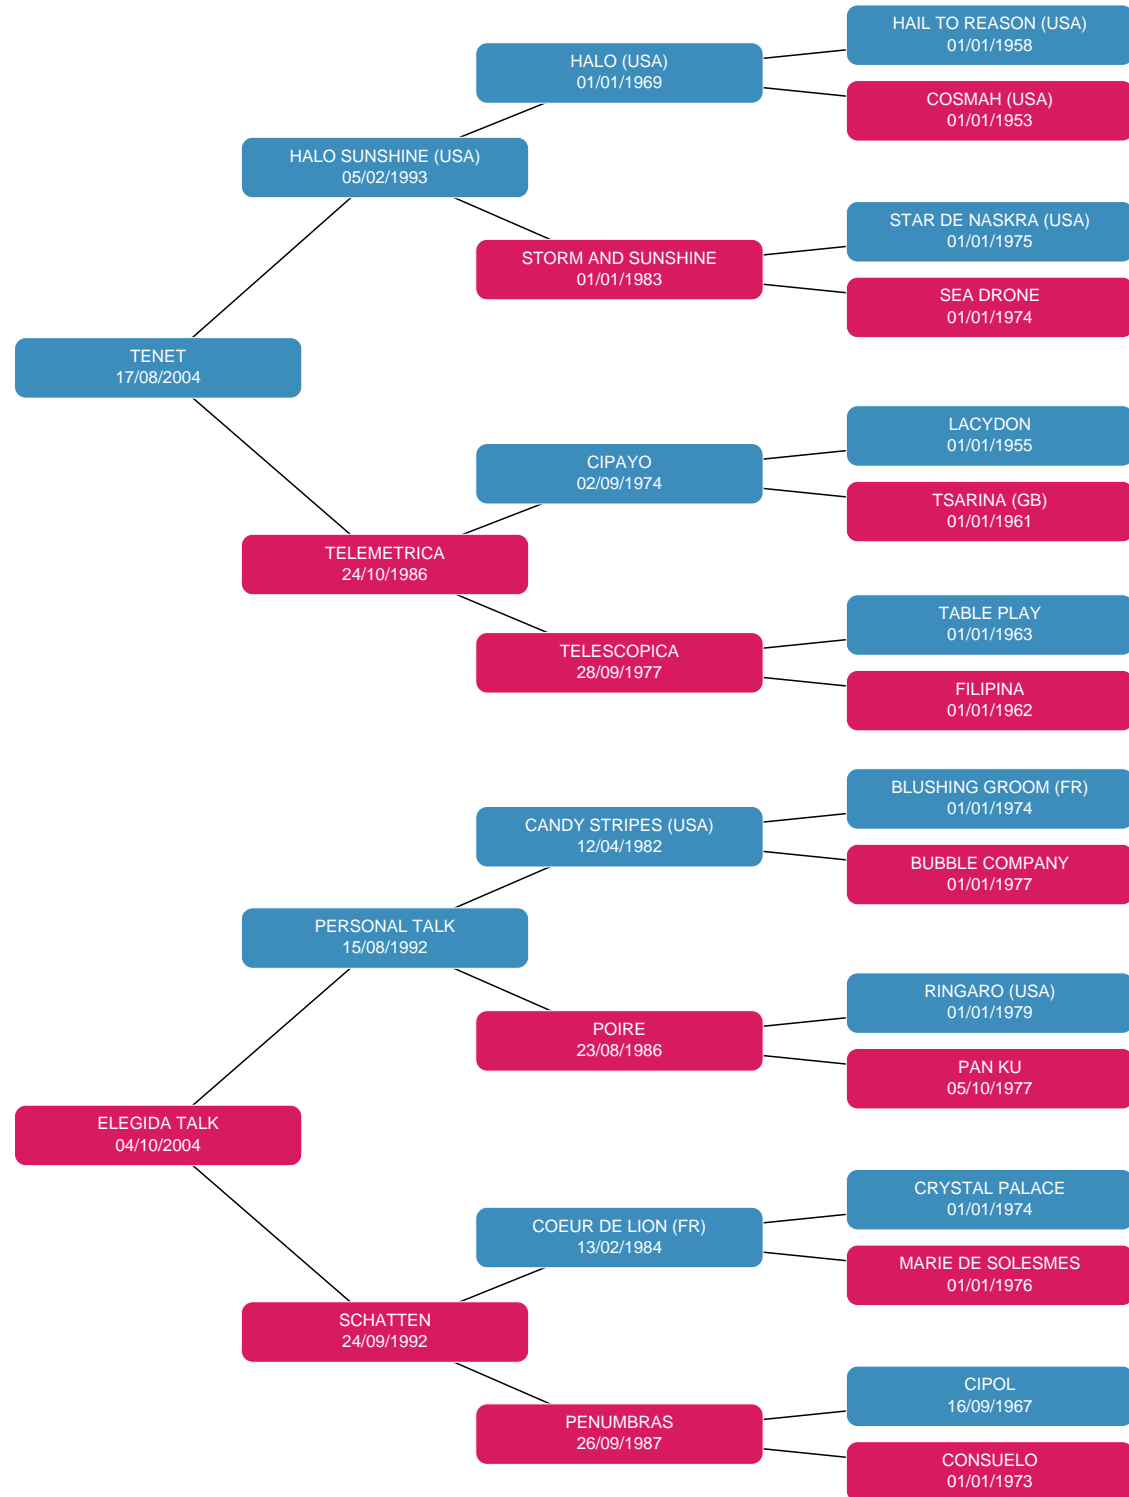 HAIL TO REASON (USA)
01/01/1958
HALO (USA)
01/01/1969
COSMAH (USA)
01/01/1953
HALO SUNSHINE (USA)
05/02/1993
STAR DE NASKRA (USA)
01/01/1975
STORM AND SUNSHINE
01/01/1983
SEA DRONE
01/01/1974
TENET
17/08/2004
LACYDON
01/01/1955
CIPAYO
02/09/1974
TSARINA (GB)
01/01/1961
TELEMETRICA
24/10/1986
TABLE PLAY
01/01/1963
TELESCOPICA
28/09/1977
FILIPINA
01/01/1962
BLUSHING GROOM (FR)
01/01/1974
CANDY STRIPES (USA)
12/04/1982
BUBBLE COMPANY
01/01/1977
PERSONAL TALK
15/08/1992
RINGARO (USA)
01/01/1979
POIRE
23/08/1986
PAN KU
05/10/1977
ELEGIDA TALK
04/10/2004
CRYSTAL PALACE
01/01/1974
COEUR DE LION (FR)
13/02/1984
MARIE DE SOLESMES
01/01/1976
SCHATTEN
24/09/1992
CIPOL
16/09/1967
PENUMBRAS
26/09/1987
CONSUELO
01/01/1973